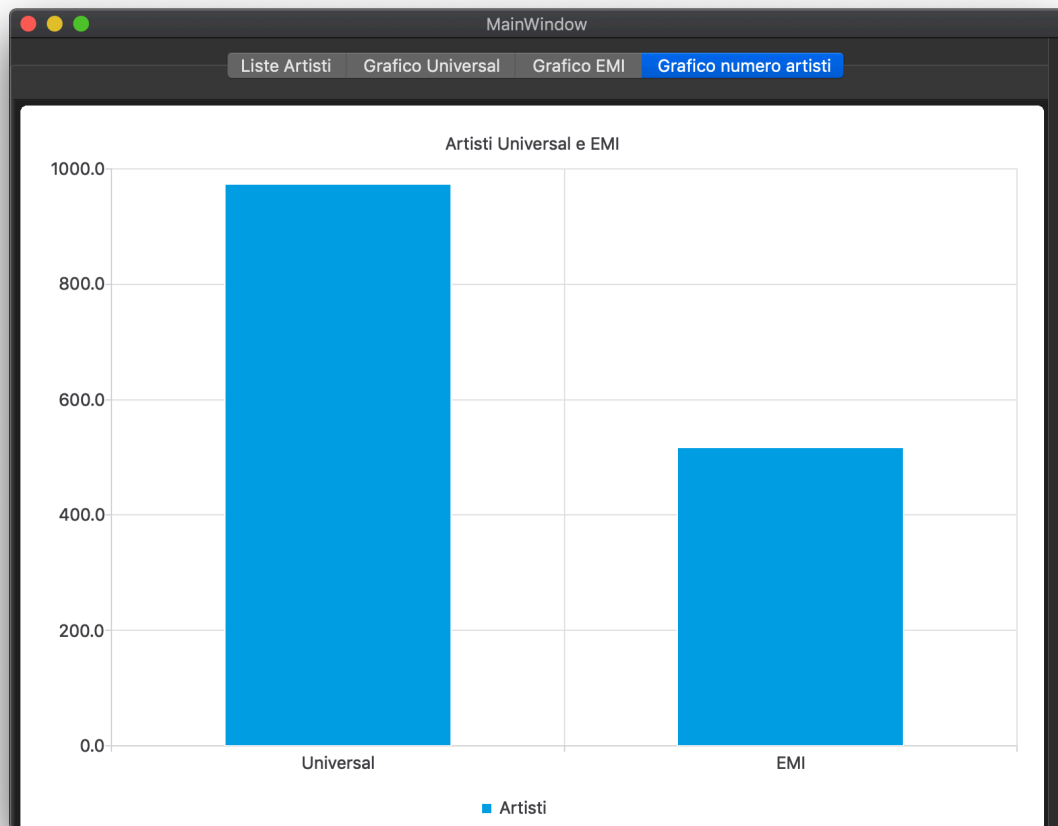 MainWindow
Liste Artisti Grafico Universal Grafico EMI Grafico numero artisti
Artisti Universal e EMI
1000.0
800.0
600.0
400.0
200.0
0.0
Universal EMI
Artisti